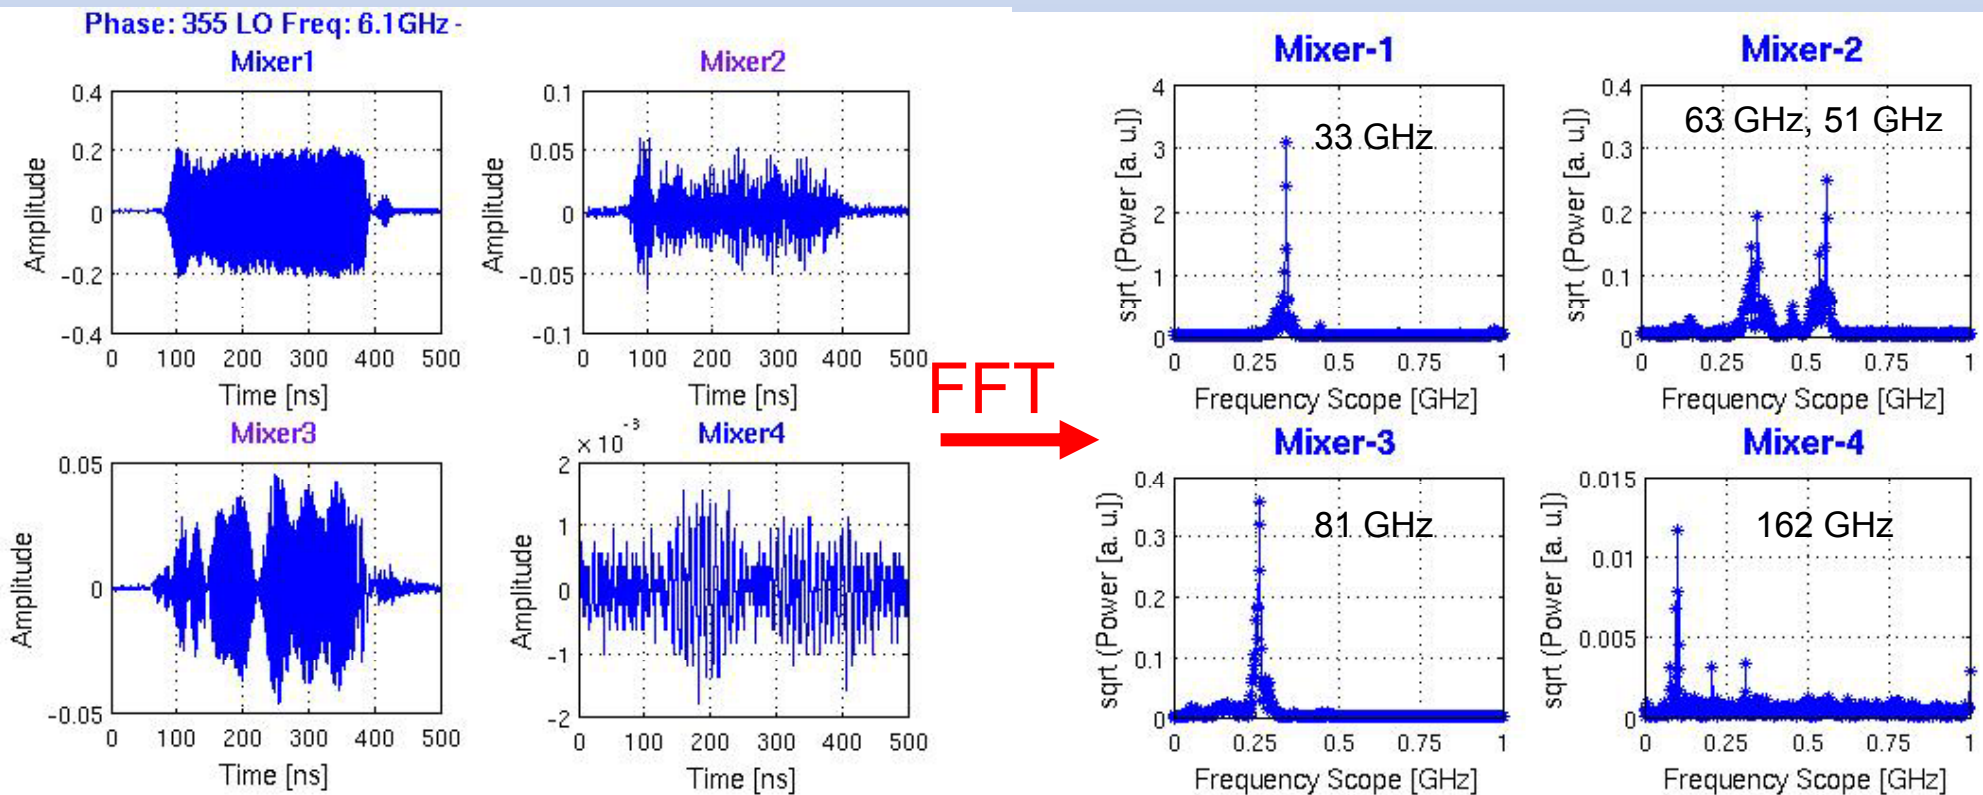 Phase: 355 LO Freq: 6.1GHz -
Mixer1
0.4
0.2
0
-0.2
-0.4
Amplitude
0 100 200 300 400 500
Time [ns]
Mixer2
0.1
0.05
0
-0.05
-0.1
Amplitude
0 100 200 300 400 500
Time [ns]
Mixer3
0.05
0
-0.05
Amplitude
0 100 200 300 400 500
Time [ns]
Mixer4
× 10⁻³
2
1
0
-1
-2
Amplitude
0 100 200 300 400 500
Time [ns]
FFT
Mixer-1
33 GHz
4
3
2
1
0
sqrt (Power [a. u.])
0 0.25 0.5 0.75 1
Frequency Scope [GHz]
Mixer-2
63 GHz, 51 GHz
0.4
0.3
0.2
0.1
0
sqrt (Power [a. u.])
0 0.25 0.5 0.75 1
Frequency Scope [GHz]
Mixer-3
81 GHz
0.4
0.3
0.2
0.1
0
sqrt (Power [a. u.])
0 0.25 0.5 0.75 1
Frequency Scope [GHz]
Mixer-4
162 GHz
0.015
0.01
0.005
0
sqrt (Power [a. u.])
0 0.25 0.5 0.75 1
Frequency Scope [GHz]